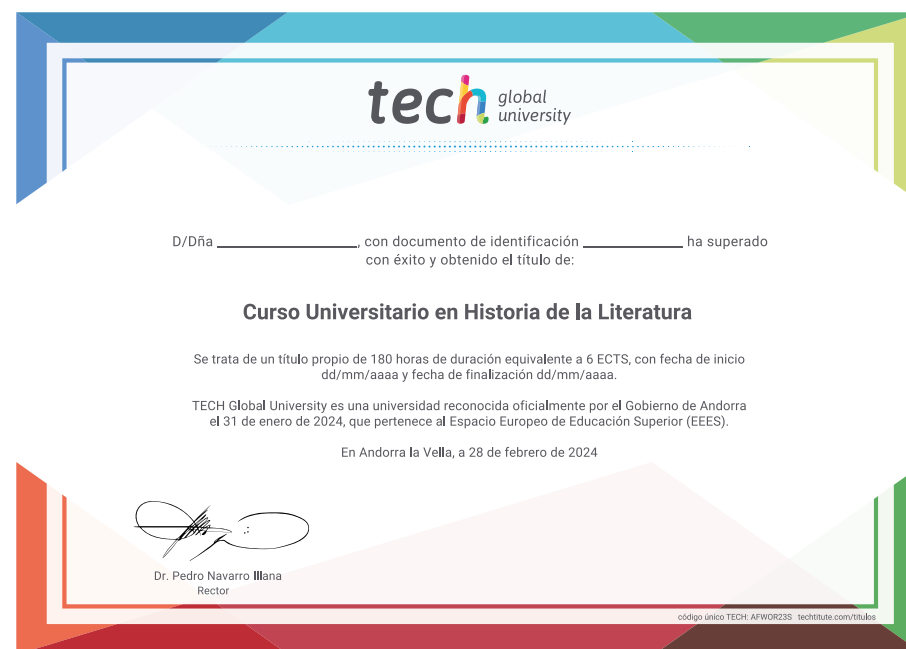 tech global university
D/Dña ____________, con documento de identificación ____________ ha superado
con éxito y obtenido el título de:
Curso Universitario en Historia de la Literatura
Se trata de un título propio de 180 horas de duración equivalente a 6 ECTS, con fecha de inicio
dd/mm/aaaa y fecha de finalización dd/mm/aaaa.
TECH Global University es una universidad reconocida oficialmente por el Gobierno de Andorra
el 31 de enero de 2024, que pertenece al Espacio Europeo de Educación Superior (EEES).
En Andorra la Vella, a 28 de febrero de 2024
Dr. Pedro Navarro Illana
Rector
código único TECH: AFWOR23S techtitute.com/titulos